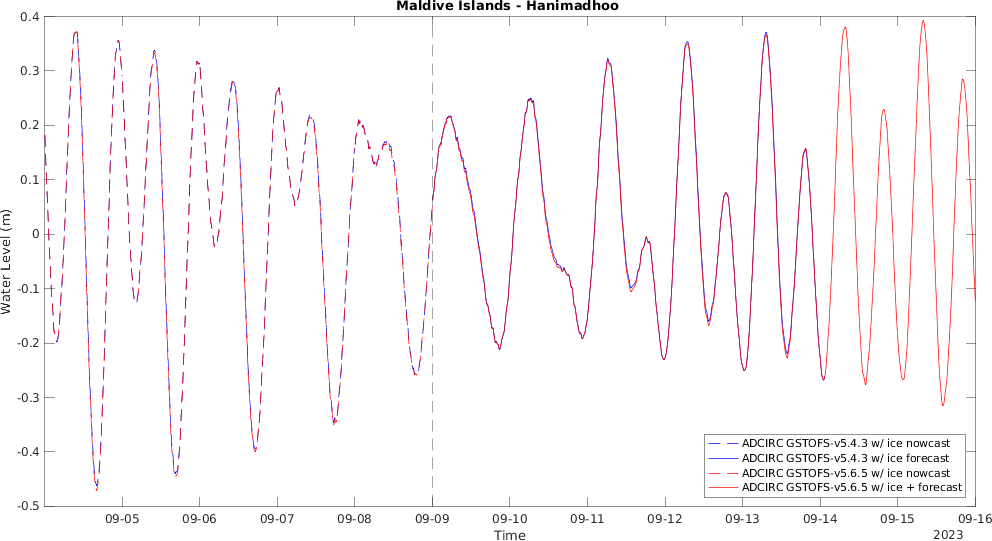 Maldive Islands - Hanimadhoo
0.4
0.3
0.2
0.1
0
-0.1
-0.2
-0.3
-0.4
-0.5
Water Level (m)
09-05 09-06 09-07 09-08 09-09 09-10 09-11 09-12 09-13 09-14 09-15 09-16
Time
2023
ADCIRC GSTOFS-v5.4.3 w/ ice nowcast
ADCIRC GSTOFS-v5.4.3 w/ ice forecast
ADCIRC GSTOFS-v5.6.5 w/ ice nowcast
ADCIRC GSTOFS-v5.6.5 w/ ice + forecast